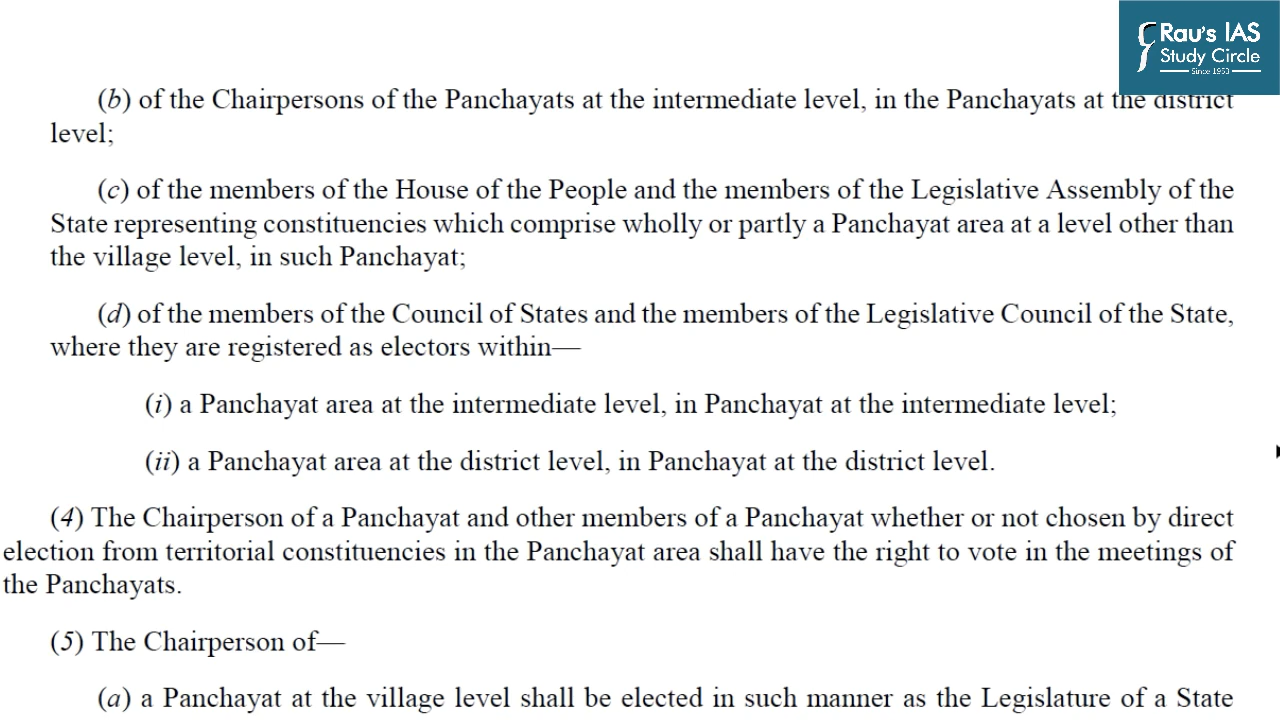 Rau's IAS
Study Circle
Since 1953
(b) of the Chairpersons of the Panchayats at the intermediate level, in the Panchayats at the district
level;
(c) of the members of the House of the People and the members of the Legislative Assembly of the
State representing constituencies which comprise wholly or partly a Panchayat area at a level other than
the village level, in such Panchayat;
(d) of the members of the Council of States and the members of the Legislative Council of the State,
where they are registered as electors within—
(i) a Panchayat area at the intermediate level, in Panchayat at the intermediate level;
(ii) a Panchayat area at the district level, in Panchayat at the district level.
(4) The Chairperson of a Panchayat and other members of a Panchayat whether or not chosen by direct
election from territorial constituencies in the Panchayat area shall have the right to vote in the meetings of
the Panchayats.
(5) The Chairperson of—
(a) a Panchayat at the village level shall be elected in such manner as the Legislature of a State